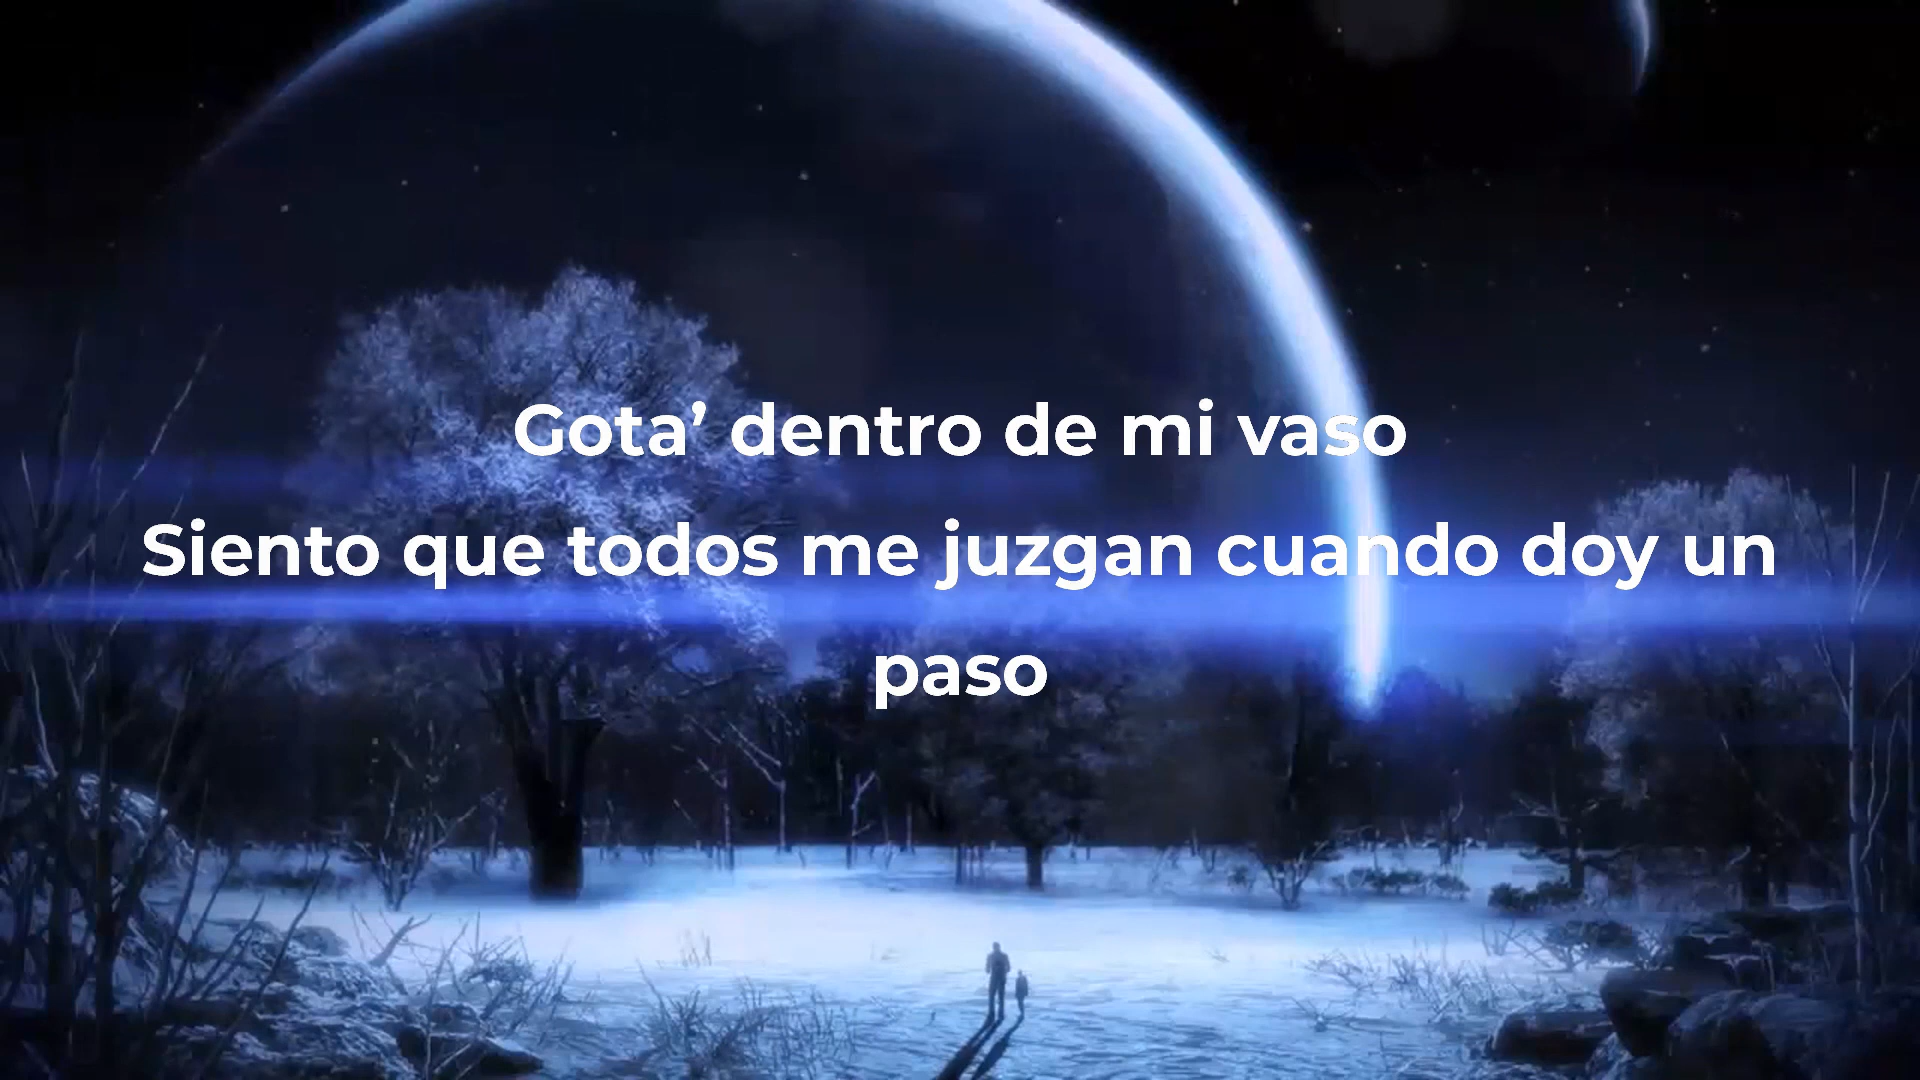 Gota’ dentro de mi vaso
Siento que todos me juzgan cuando doy un
paso